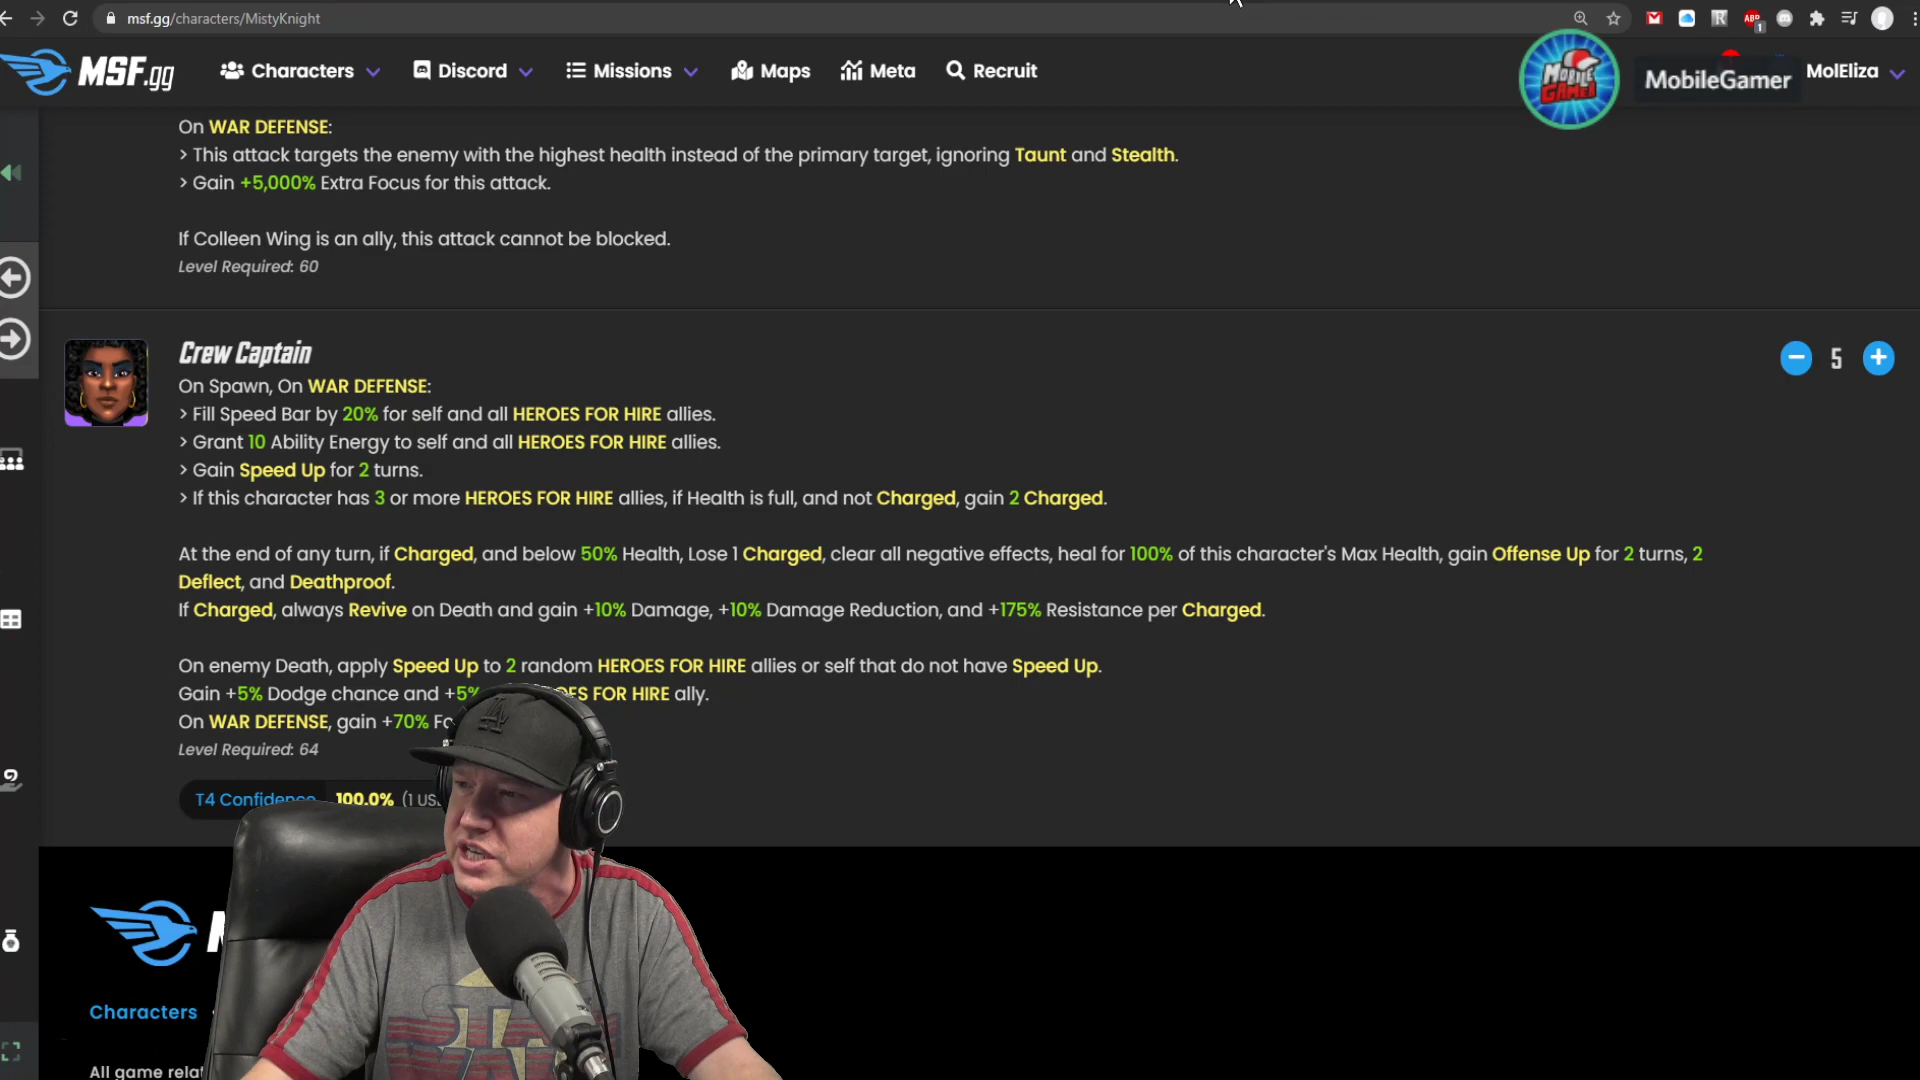 msf.gg/characters/MistyKnight
MSF.gg Characters Discord Missions Maps Meta Recruit MobileGamer MolEliza
MOBILE GAMER
On WAR DEFENSE:
> This attack targets the enemy with the highest health instead of the primary target, ignoring Taunt and Stealth.
> Gain +5,000% Extra Focus for this attack.
If Colleen Wing is an ally, this attack cannot be blocked.
Level Required: 60
Crew Captain
5
On Spawn, On WAR DEFENSE:
> Fill Speed Bar by 20% for self and all HEROES FOR HIRE allies.
> Grant 10 Ability Energy to self and all HEROES FOR HIRE allies.
> Gain Speed Up for 2 turns.
> If this character has 3 or more HEROES FOR HIRE allies, if Health is full, and not Charged, gain 2 Charged.
At the end of any turn, if Charged, and below 50% Health, Lose 1 Charged, clear all negative effects, heal for 100% of this character's Max Health, gain Offense Up for 2 turns, 2
Deflect, and Deathproof.
If Charged, always Revive on Death and gain +10% Damage, +10% Damage Reduction, and +175% Resistance per Charged.
On enemy Death, apply Speed Up to 2 random HEROES FOR HIRE allies or self that do not have Speed Up.
Gain +5% Dodge chance and +5% FOR HIRE ally.
On WAR DEFENSE, gain +70%
Level Required: 64
T4 Confidence 100.0% (1
LA
Characters
All game